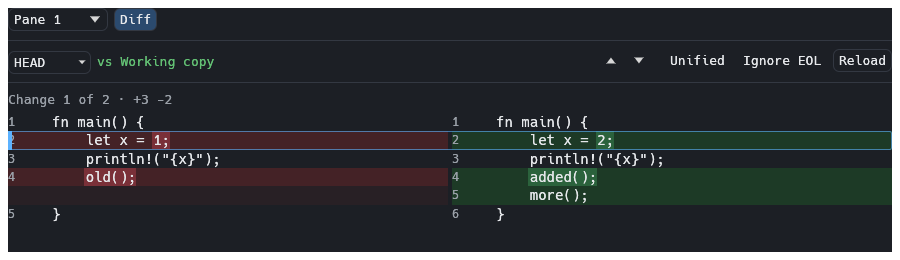 Pane 1 Diff
HEAD vs Working copy Unified Ignore EOL Reload
Change 1 of 2 · +3 -2
1 fn main() { 1 fn main() {
2 let x = 1; 2 let x = 2;
3 println!("{x}"); 3 println!("{x}");
4 old(); 4 added();
5 more();
5 } 6 }